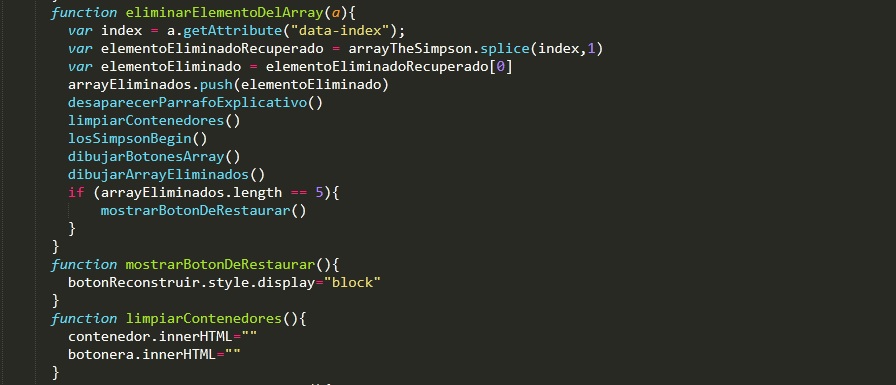 function eliminarElementoDelArray(a){
var index = a.getAttribute("data-index");
var elementoEliminadoRecuperado = arrayTheSimpson.splice(index,1)
var elementoEliminado = elementoEliminadoRecuperado[0]
arrayEliminados.push(elementoEliminado)
desaparecerParrafoExplicativo()
limpiarContenedores()
losSimpsonBegin()
dibujarBotonesArray()
dibujarArrayEliminados()
if (arrayEliminados.length == 5){
mostrarBotonDeRestaurar()
}
}
function mostrarBotonDeRestaurar(){
botonReconstruir.style.display="block"
}
function limpiarContenedores(){
contenedor.innerHTML=""
botonera.innerHTML=""
}